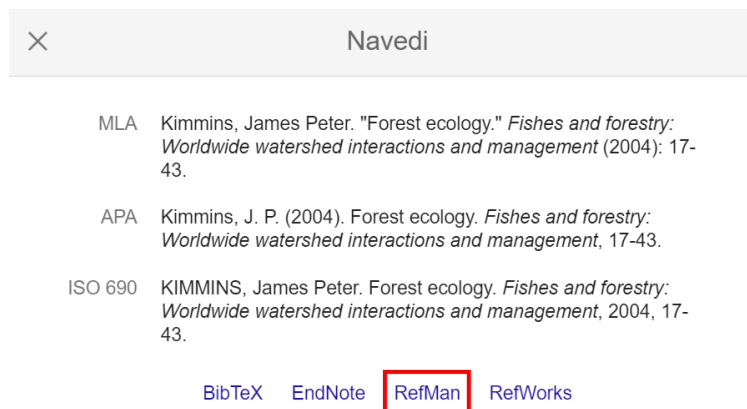 Navedi
MLA Kimmins, James Peter. "Forest ecology." Fishes and forestry:
Worldwide watershed interactions and management (2004): 17-
43.
APA Kimmins, J. P. (2004). Forest ecology. Fishes and forestry:
Worldwide watershed interactions and management, 17-43.
ISO 690 KIMMINS, James Peter. Forest ecology. Fishes and forestry:
Worldwide watershed interactions and management, 2004, 17-
43.
BibTeX EndNote RefMan RefWorks